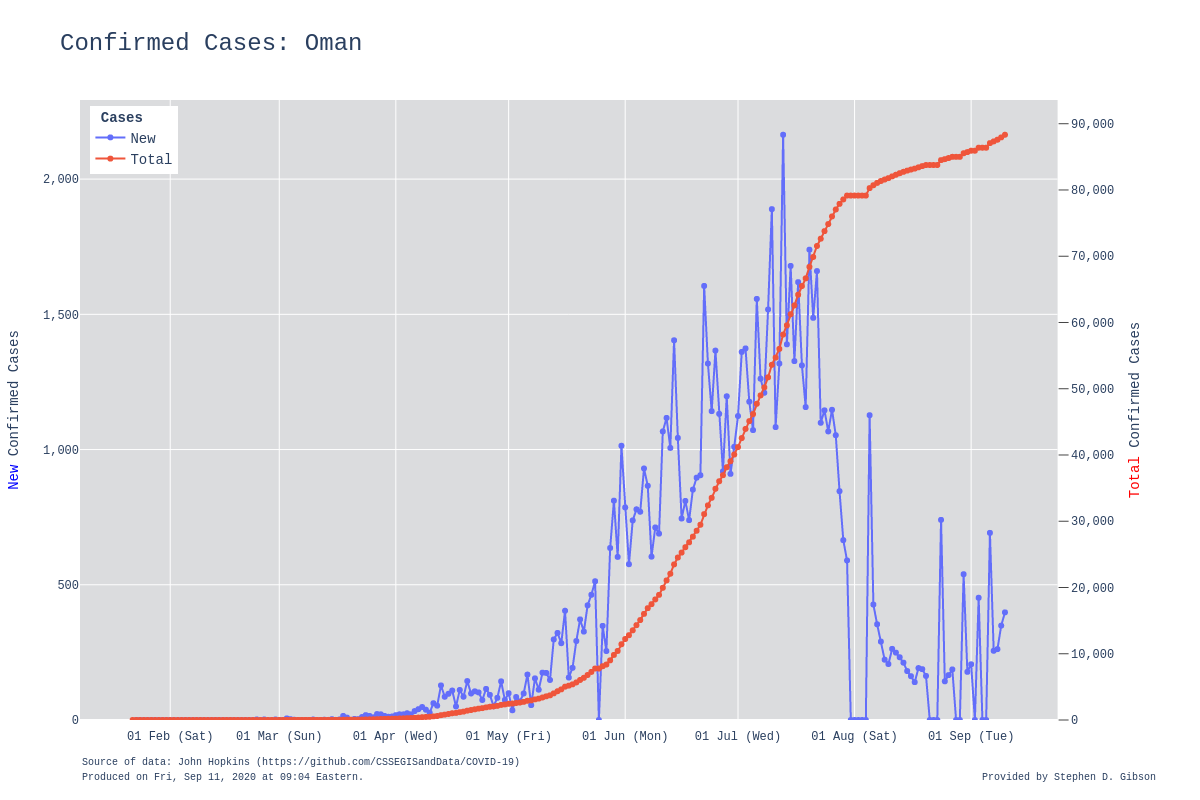 Confirmed Cases: Oman
Cases
New
Total
2,000
1,500
1,000
500
0
New Confirmed Cases
90,000
80,000
70,000
60,000
50,000
40,000
30,000
20,000
10,000
0
Total Confirmed Cases
01 Feb (Sat) 01 Mar (Sun) 01 Apr (Wed) 01 May (Fri) 01 Jun (Mon) 01 Jul (Wed) 01 Aug (Sat) 01 Sep (Tue)
Source of data: John Hopkins (https://github.com/CSSEGISandData/COVID-19)
Produced on Fri, Sep 11, 2020 at 09:04 Eastern.
Provided by Stephen D. Gibson